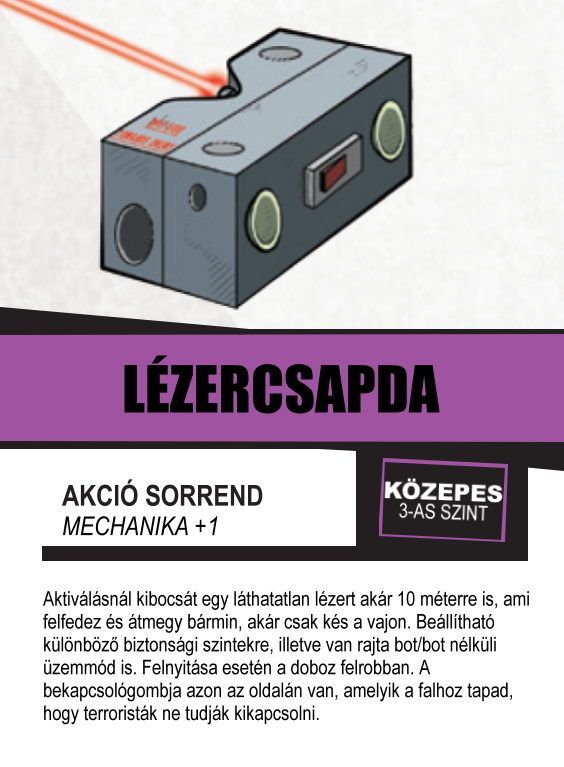 LÉZERCSAPDA
AKCIÓ SORREND
MECHANIKA +1
KÖZEPES
3-AS SZINT
Aktiválásnál kibocsát egy láthatatlan lézert akár 10 méterre is, ami
felfedez és átmegy bármin, akár csak kés a vajon. Beállítható
különböző biztonsági szintekre, illetve van rajta bot/bot nélküli
üzemmód is. Felnyitása esetén a doboz felrobban. A
bekapcsológombja azon az oldalán van, amelyik a falhoz tapad,
hogy terroristák ne tudják kikapcsolni.